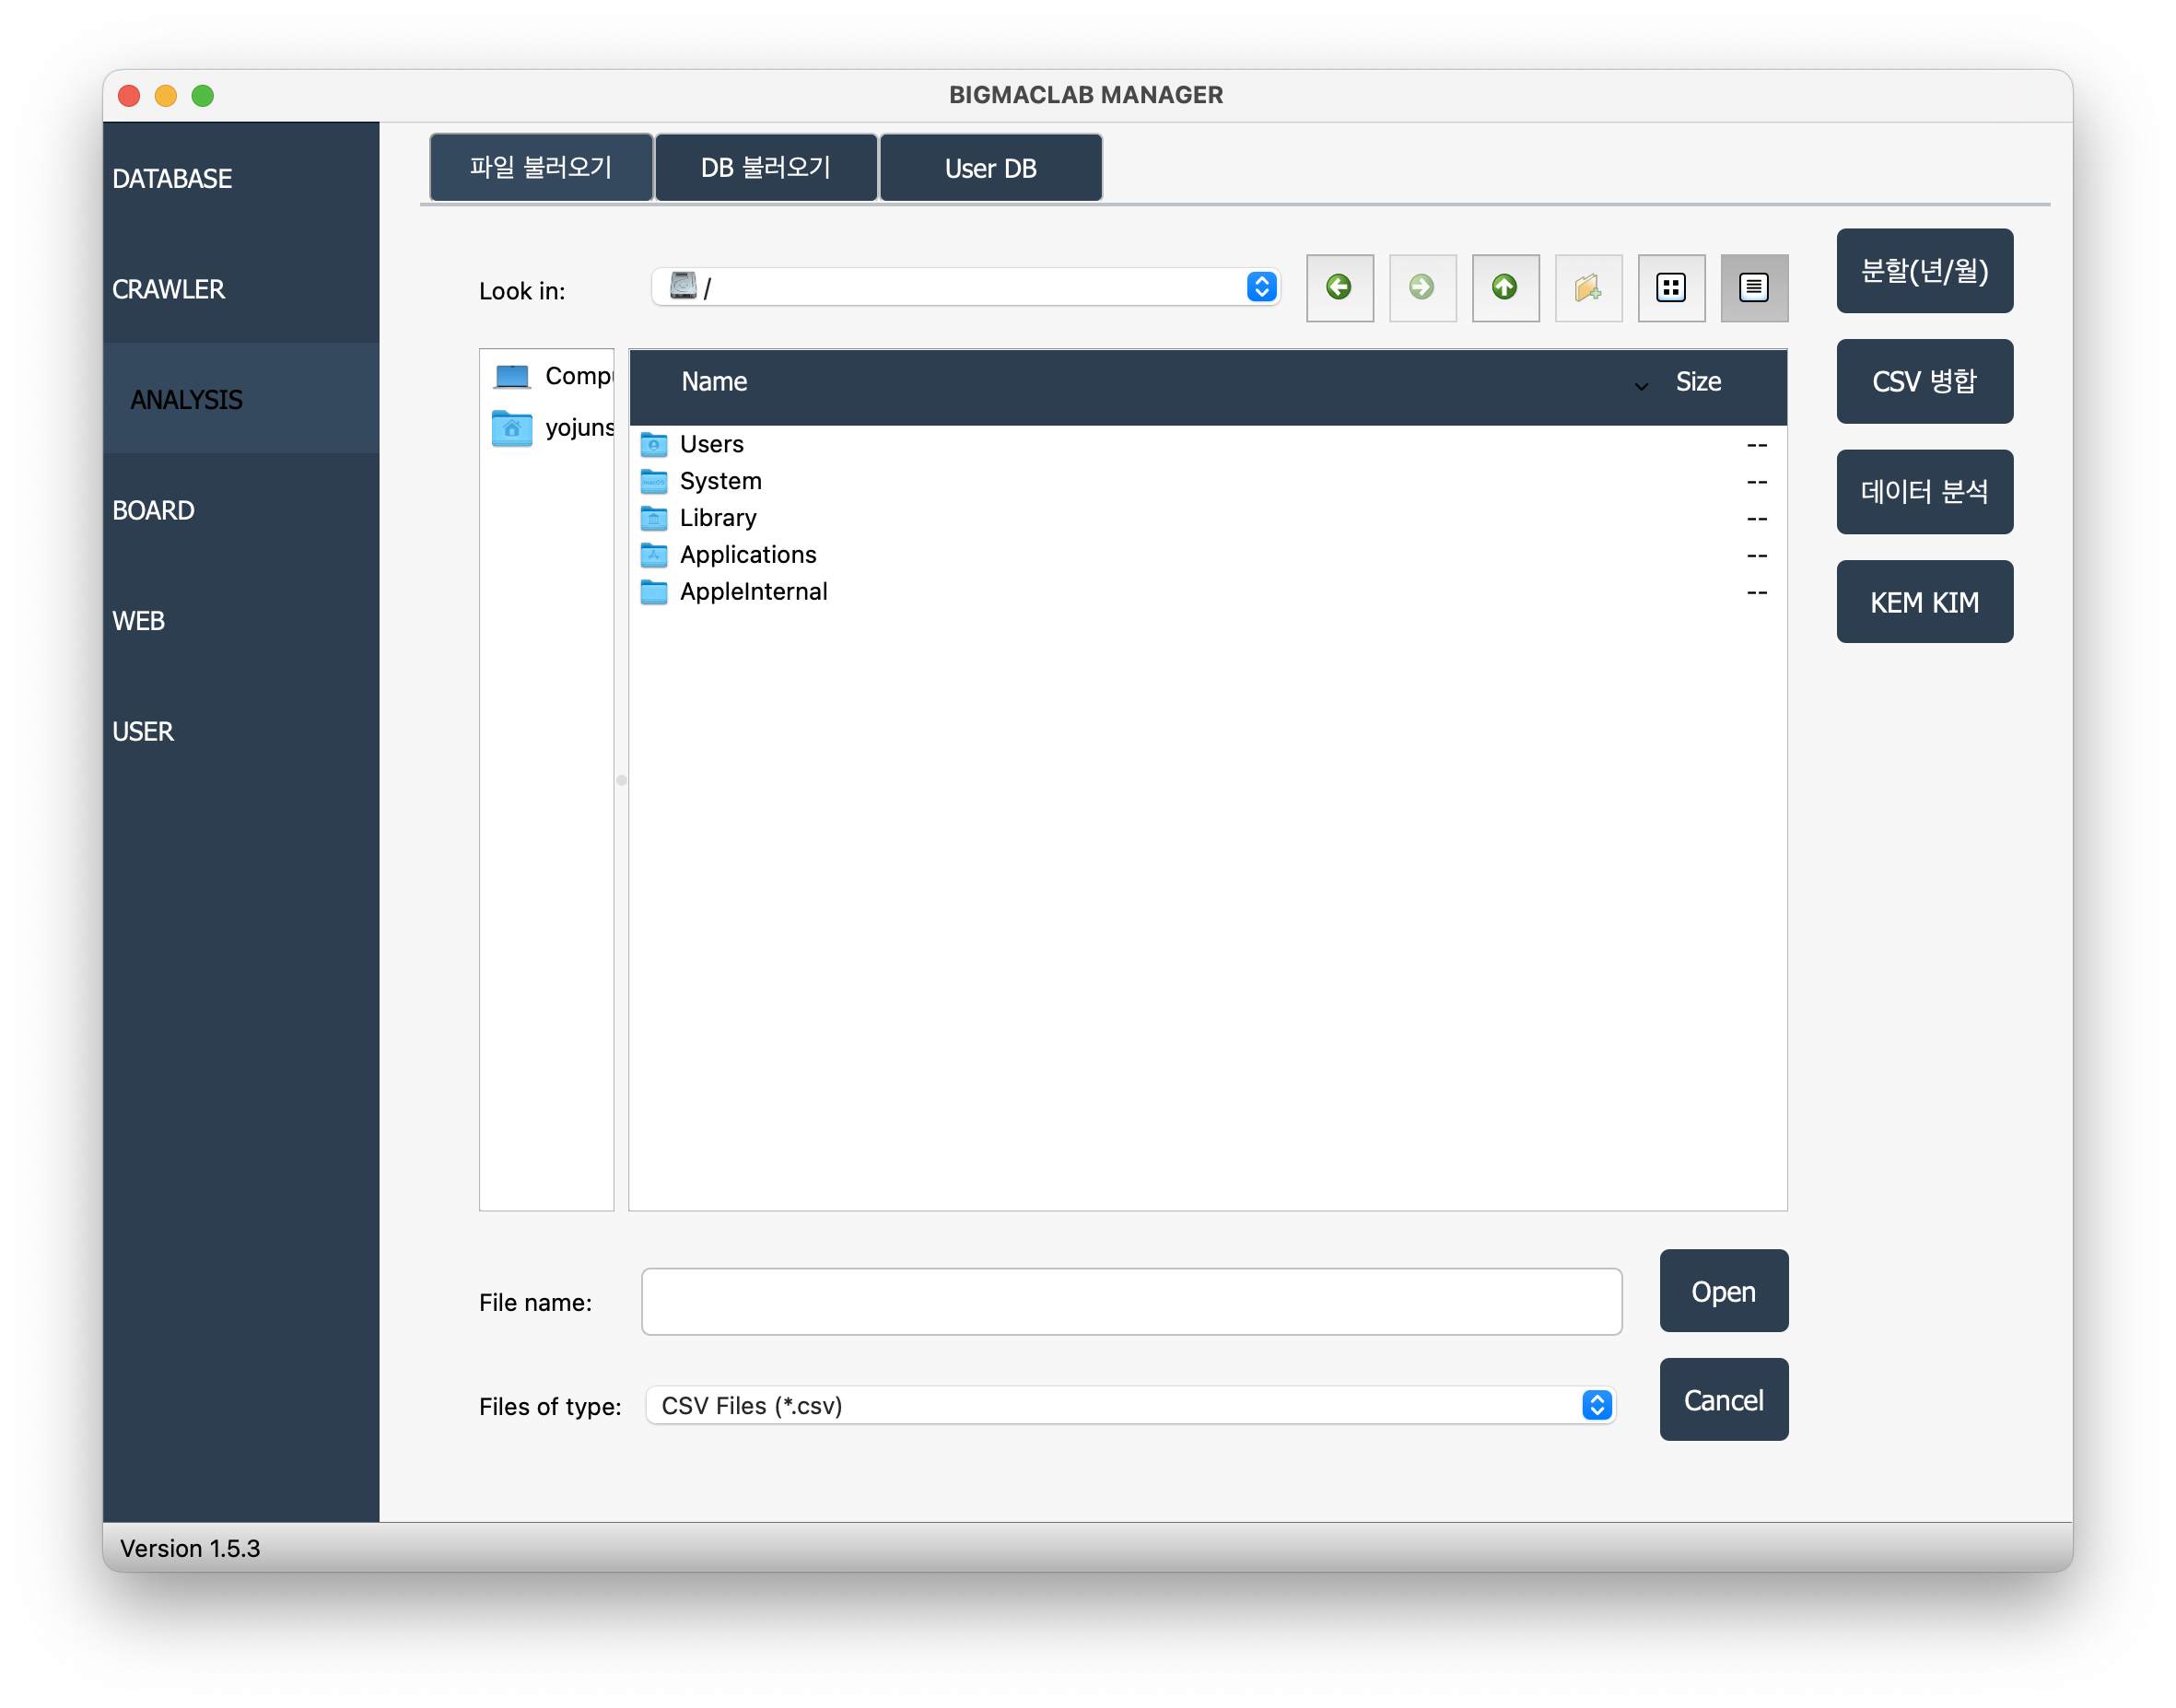 BIGMACLAB MANAGER
DATABASE
CRAWLER
ANALYSIS
BOARD
WEB
USER
파일 불러오기
DB 불러오기
User DB
Look in:
/
Compu
yojuns
Name
Size
Users
--
System
--
Library
--
Applications
--
AppleInternal
--
분할(년/월)
CSV 병합
데이터 분석
KEM KIM
File name:
Open
Files of type:
CSV Files (*.csv)
Cancel
Version 1.5.3